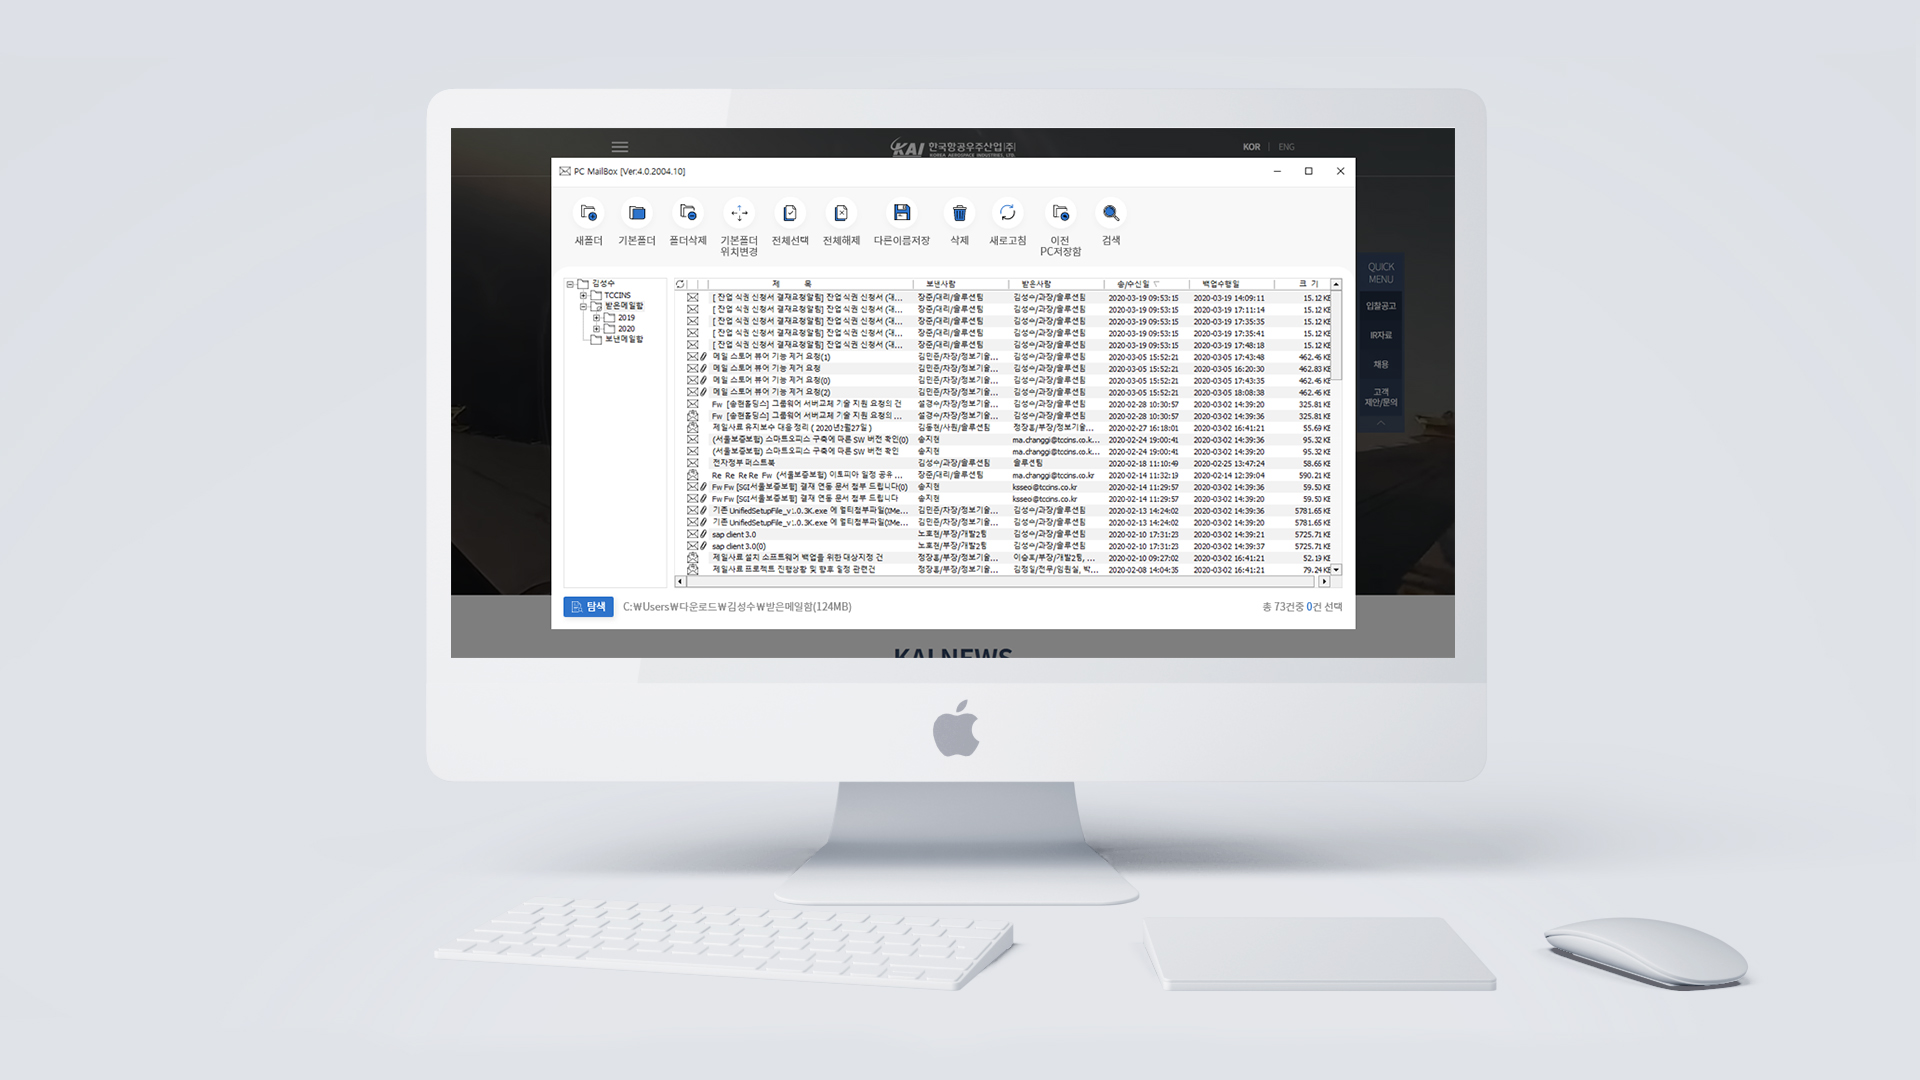 KAI 한국항공우주산업(주)
KOREA AEROSPACE INDUSTRIES, LTD.
KOR | ENG
PC MailBox [Ver:4.0.2004.10]
새폴더 기본폴더 폴더삭제 기본폴더 위치변경 전체선택 전체해제 다른이름저장 삭제 새로고침 이전 PC저장함 검색
QUICK
MENU
입찰공고
IR자료
채용
고객
제안/문의
김성수
TCCINS
받은메일함
2019
2020
보낸메일함
제 목 보낸사람 받은사람 송/수신일 백업수행일 크 기
[ 잔업 식권 신청서 결재요청알림] 잔업 식권 신청서 (대... 장준/대리/솔루션팀 김성수/과장/솔루션팀 2020-03-19 09:53:15 2020-03-19 14:09:11 15.12 KB
[ 잔업 식권 신청서 결재요청알림] 잔업 식권 신청서 (대... 장준/대리/솔루션팀 김성수/과장/솔루션팀 2020-03-19 09:53:15 2020-03-19 17:11:14 15.12 KB
[ 잔업 식권 신청서 결재요청알림] 잔업 식권 신청서 (대... 장준/대리/솔루션팀 김성수/과장/솔루션팀 2020-03-19 09:53:15 2020-03-19 17:35:35 15.12 KB
[ 잔업 식권 신청서 결재요청알림] 잔업 식권 신청서 (대... 장준/대리/솔루션팀 김성수/과장/솔루션팀 2020-03-19 09:53:15 2020-03-19 17:35:41 15.12 KB
[ 잔업 식권 신청서 결재요청알림] 잔업 식권 신청서 (대... 장준/대리/솔루션팀 김성수/과장/솔루션팀 2020-03-19 09:53:15 2020-03-19 17:48:18 15.12 KB
메일 스토어 뷰어 기능 제거 요청(1) 김민준/차장/정보기술... 김성수/과장/솔루션팀 2020-03-05 15:52:21 2020-03-05 17:43:48 462.46 KB
메일 스토어 뷰어 기능 제거 요청 김민준/차장/정보기술... 김성수/과장/솔루션팀 2020-03-05 15:52:21 2020-03-05 16:20:30 462.83 KB
메일 스토어 뷰어 기능 제거 요청(0) 김민준/차장/정보기술... 김성수/과장/솔루션팀 2020-03-05 15:52:21 2020-03-05 17:43:35 462.46 KB
메일 스토어 뷰어 기능 제거 요청(2) 김민준/차장/정보기술... 김성수/과장/솔루션팀 2020-03-05 15:52:21 2020-03-05 18:08:38 462.46 KB
Fw [송현홀딩스] 그룹웨어 서버교체 기술 지원 요청의 건 설경수/과장/솔루션팀 김성수/과장/솔루션팀 2020-02-28 10:30:57 2020-03-02 14:39:20 325.81 KB
Fw [송현홀딩스] 그룹웨어 서버교체 기술 지원 요청의 ... 설경수/과장/솔루션팀 김성수/과장/솔루션팀 2020-02-28 10:30:57 2020-03-02 14:39:36 325.81 KB
제일사료 유지보수 대응 정리 ( 2020년2월27일 ) 김동현/사원/솔루션팀 정장훈/부장/정보기술... 2020-02-27 16:18:01 2020-03-02 16:41:21 55.69 KB
(서울보증보험) 스마트오피스 구축에 따른 SW 버전 확인(0) 송지현 ma.changgi@tccins.co.k... 2020-02-24 19:00:41 2020-03-02 14:39:36 95.32 KB
(서울보증보험) 스마트오피스 구축에 따른 SW 버전 확인 송지현 ma.changgi@tccins.co.k... 2020-02-24 19:00:41 2020-03-02 14:39:20 95.32 KB
전자정부 퍼스트북 김성수/과장/솔루션팀 솔루션팀 2020-02-18 11:10:49 2020-02-25 13:47:24 58.66 KB
Re Re Re Re Fw (서울보증보험) 이토피아 일정 공유 ... 장준/대리/솔루션팀 ma.changgi@tccins.co.kr 2020-02-14 11:32:19 2020-02-14 12:39:04 590.21 KB
Fw Fw [SGI서울보증보험] 결재 연동 문서 첨부 드립니다(0) 송지현 ksseo@tccins.co.kr 2020-02-14 11:29:57 2020-03-02 14:39:36 59.50 KB
Fw Fw [SGI서울보증보험] 결재 연동 문서 첨부 드립니다 송지현 ksseo@tccins.co.kr 2020-02-14 11:29:57 2020-03-02 14:39:20 59.50 KB
기존 UnifiedSetupFile_v1.0.3K.exe 에 멀티첨부파일(IMe... 김민준/차장/정보기술... 김성수/과장/솔루션팀 2020-02-13 14:24:02 2020-03-02 14:39:36 5781.65 KB
기존 UnifiedSetupFile_v1.0.3K.exe 에 멀티첨부파일(IMe... 김민준/차장/정보기술... 김성수/과장/솔루션팀 2020-02-13 14:24:02 2020-03-02 14:39:20 5781.65 KB
sap client 3.0 노호현/부장/개발2팀 김성수/과장/솔루션팀 2020-02-10 17:31:23 2020-03-02 14:39:21 5725.71 KB
sap client 3.0(0) 노호현/부장/개발2팀 김성수/과장/솔루션팀 2020-02-10 17:31:23 2020-03-02 14:39:37 5725.71 KB
제일사료 설치 소프트웨어 백업을 위한 대상지정 건 정장훈/부장/정보기술... 이승호/부장/개발2팀, ... 2020-02-10 09:27:02 2020-03-02 16:41:21 52.19 KB
제일사료 프로젝트 진행상황 및 향후 일정 관련건 정장훈/부장/정보기술... 김정일/전무/임원실, 박... 2020-02-08 14:04:35 2020-03-02 16:41:21 79.24 KB
탐색 C:₩Users₩다운로드₩김성수₩받은메일함(124MB) 총 73건중 0건 선택
KAI NEWS